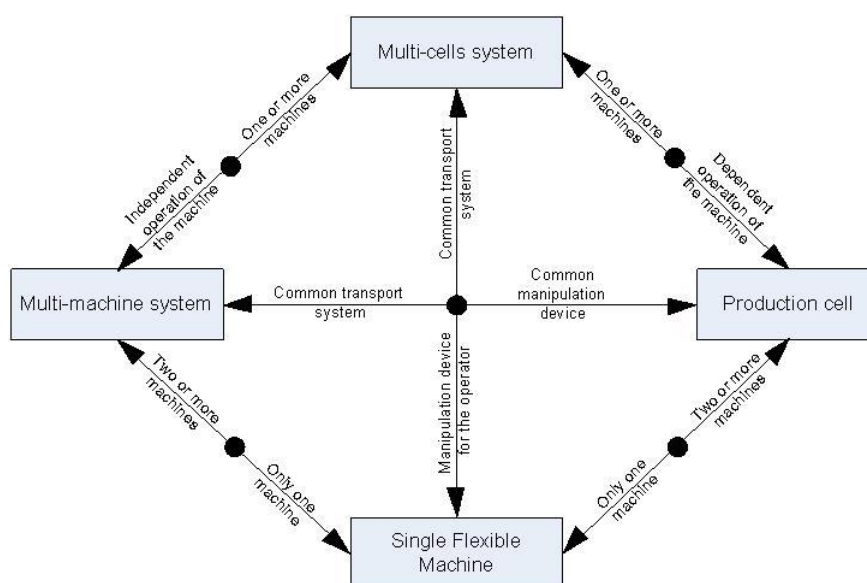 Multi-cells system
One or more
machines
Independent
operation of
the machine
One or more
machines
Dependent
operation of
the machine
Common transport
system
Multi-machine system
Common transport
system
Common
manipulation
device
Production cell
Manipulation device
for the operator
Two or more
machines
Only one
machine
Two or more
machines
Only one
machine
Single Flexible
Machine